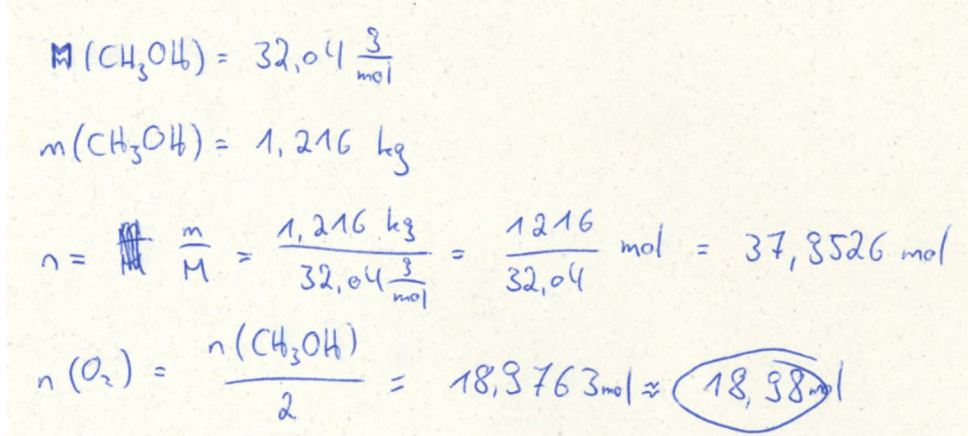 M(CH₃OH) = 32,04 g/mol
m(CH₃OH) = 1,216 kg
n = m/M = 1,216 kg / 32,04 g/mol = 1216/32,04 mol = 37,9526 mol
n(O₂) = n(CH₃OH)/2 = 18,9763 mol ≈ 18,98 mol